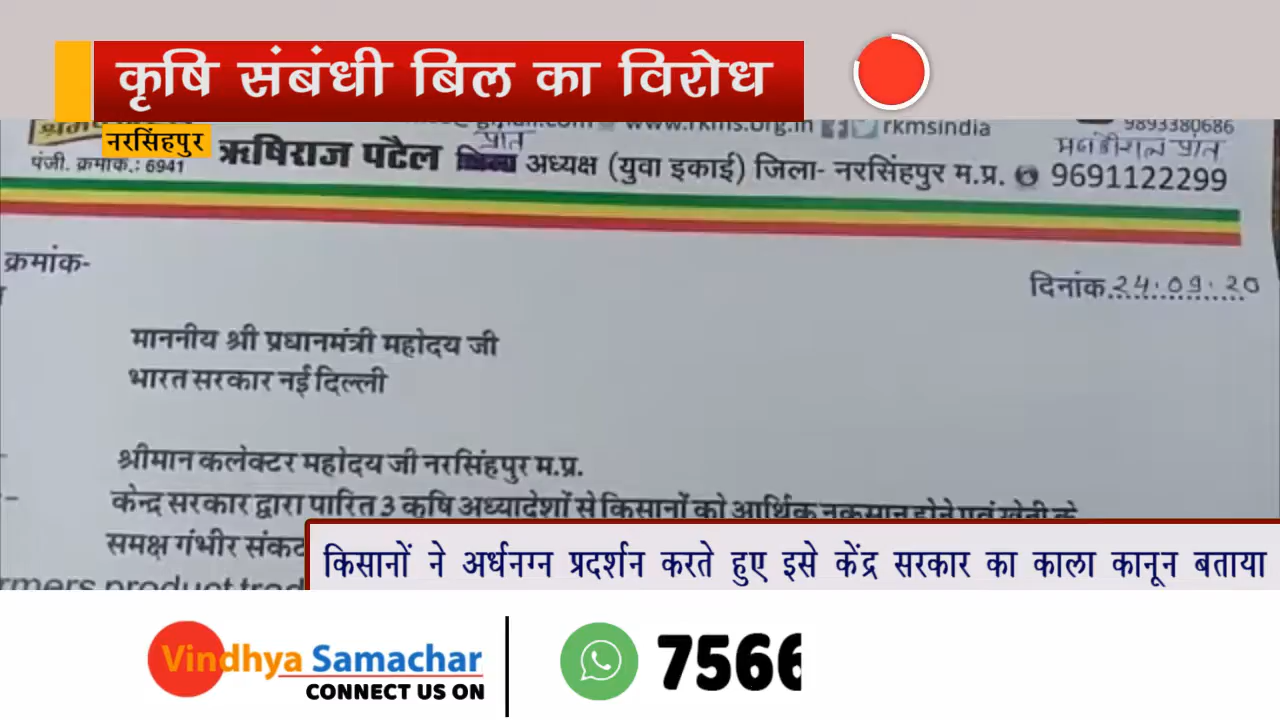 कृषि संबंधी बिल का विरोध
नरसिंहपुर
www.rkms.org.in rkmsindia
9893380686
प्रांत
पंजी. क्रमाक.: 6941
ऋषिराज पटैल जिला अध्यक्ष (युवा इकाई) जिला- नरसिंहपुर म.प्र. 9691122299
क्रमांक-
दिनांक 24.09.20
माननीय श्री प्रधानमंत्री महोदय जी
भारत सरकार नई दिल्ली
श्रीमान कलेक्टर महोदय जी नरसिंहपुर म.प्र.
केन्द्र सरकार द्वारा पारित 3 कृषि अध्यादेशों से किसानों को आर्थिक नुकसान होने एवं खेती के
समक्ष गंभीर संकट
किसानों ने अर्धनग्न प्रदर्शन करते हुए इसे केंद्र सरकार का काला कानून बताया
Vindhya Samachar
CONNECT US ON
7566